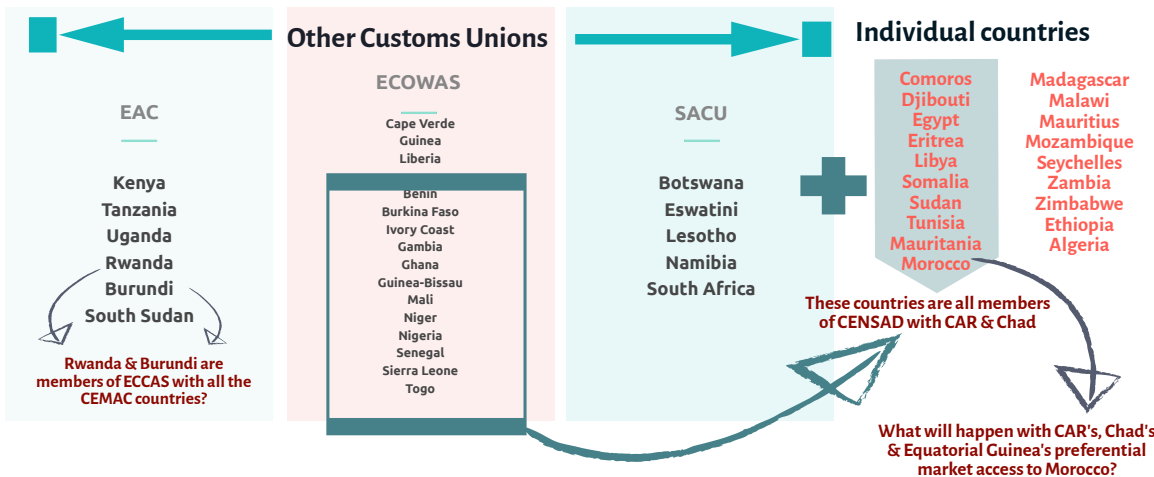 Other Customs Unions
Individual countries
EAC
Kenya
Tanzania
Uganda
Rwanda
Burundi
South Sudan
Rwanda & Burundi are
members of ECCAS with all the
CEMAC countries?
ECOWAS
Cape Verde
Guinea
Liberia
Benin
Burkina Faso
Ivory Coast
Gambia
Ghana
Guinea-Bissau
Mali
Niger
Nigeria
Senegal
Sierra Leone
Togo
SACU
Botswana
Eswatini
Lesotho
Namibia
South Africa
Comoros
Djibouti
Egypt
Eritrea
Libya
Somalia
Sudan
Tunisia
Mauritania
Morocco
Madagascar
Malawi
Mauritius
Mozambique
Seychelles
Zambia
Zimbabwe
Ethiopia
Algeria
These countries are all members
of CENSAD with CAR & Chad
What will happen with CAR's, Chad's
& Equatorial Guinea's preferential
market access to Morocco?